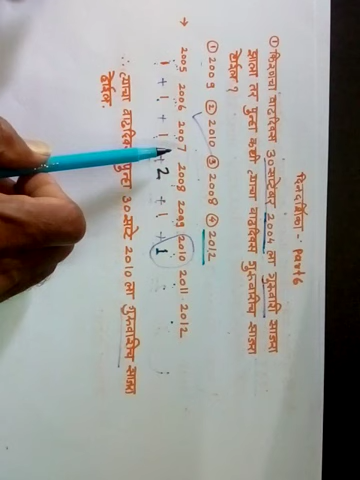 दिनदर्शिका -: Part 6
① किरणचा वाढदिवस 30 सप्टेंबर 2004 ला गुरुवारी साजरा
झाला तर पुन्हा कधी त्याचा वाढदिवस गुरुवारीच साजरा
होईल ?
① 2009 ② 2010 ③ 2008 ④ 2012
→ 2005 2006 2007 2008 2009 2010 2011 2012
1 + 1 + 1 + 2 + 1 + 1
∴ त्याचा वाढदिवस पुन्हा 30 सप्टें 2010 ला गुरुवारीच साजरा
होईल.